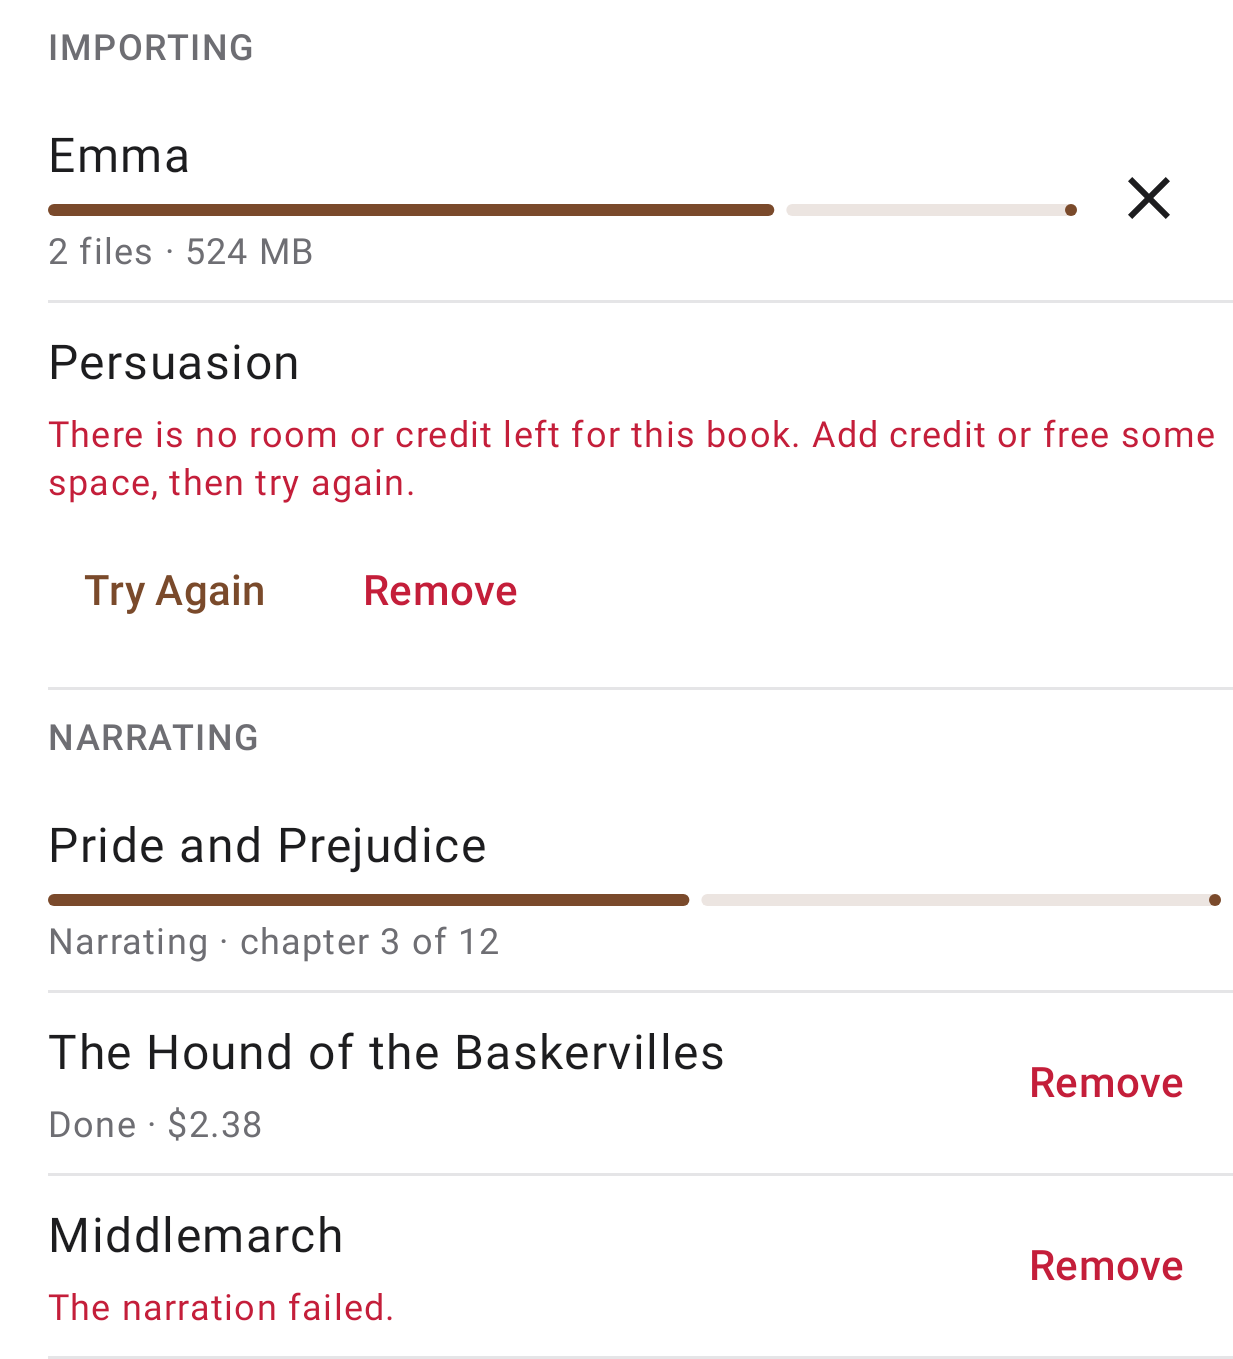 IMPORTING
Emma
2 files · 524 MB
Persuasion
There is no room or credit left for this book. Add credit or free some
space, then try again.
Try Again Remove
NARRATING
Pride and Prejudice
Narrating · chapter 3 of 12
The Hound of the Baskervilles
Remove
Done · $2.38
Middlemarch
Remove
The narration failed.